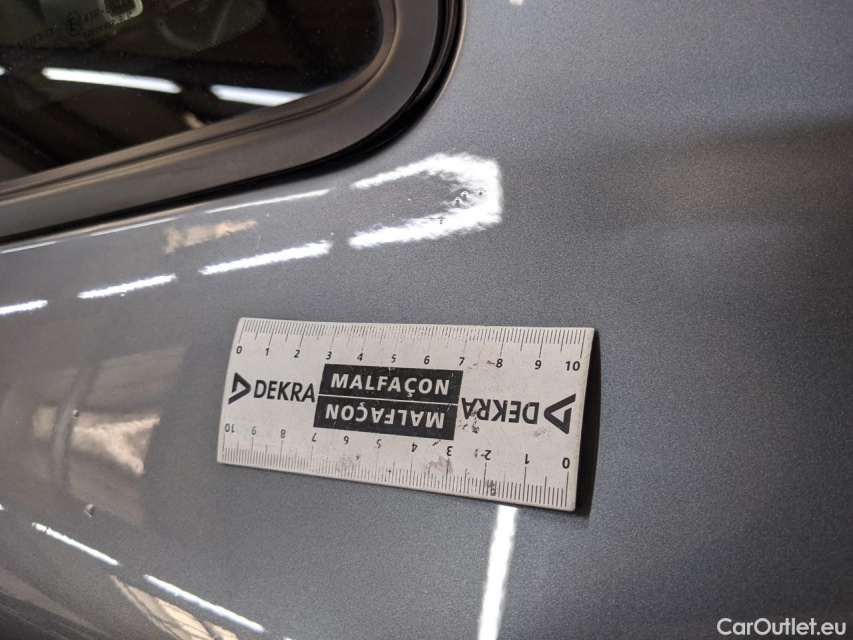 0 1 2 3 4 5 6 7 8 9 10
DEKRA MALFAÇON DEKRA
MALFAÇON
10 9 8 7 6 5 4 3 2 1 0
CarOutlet.eu